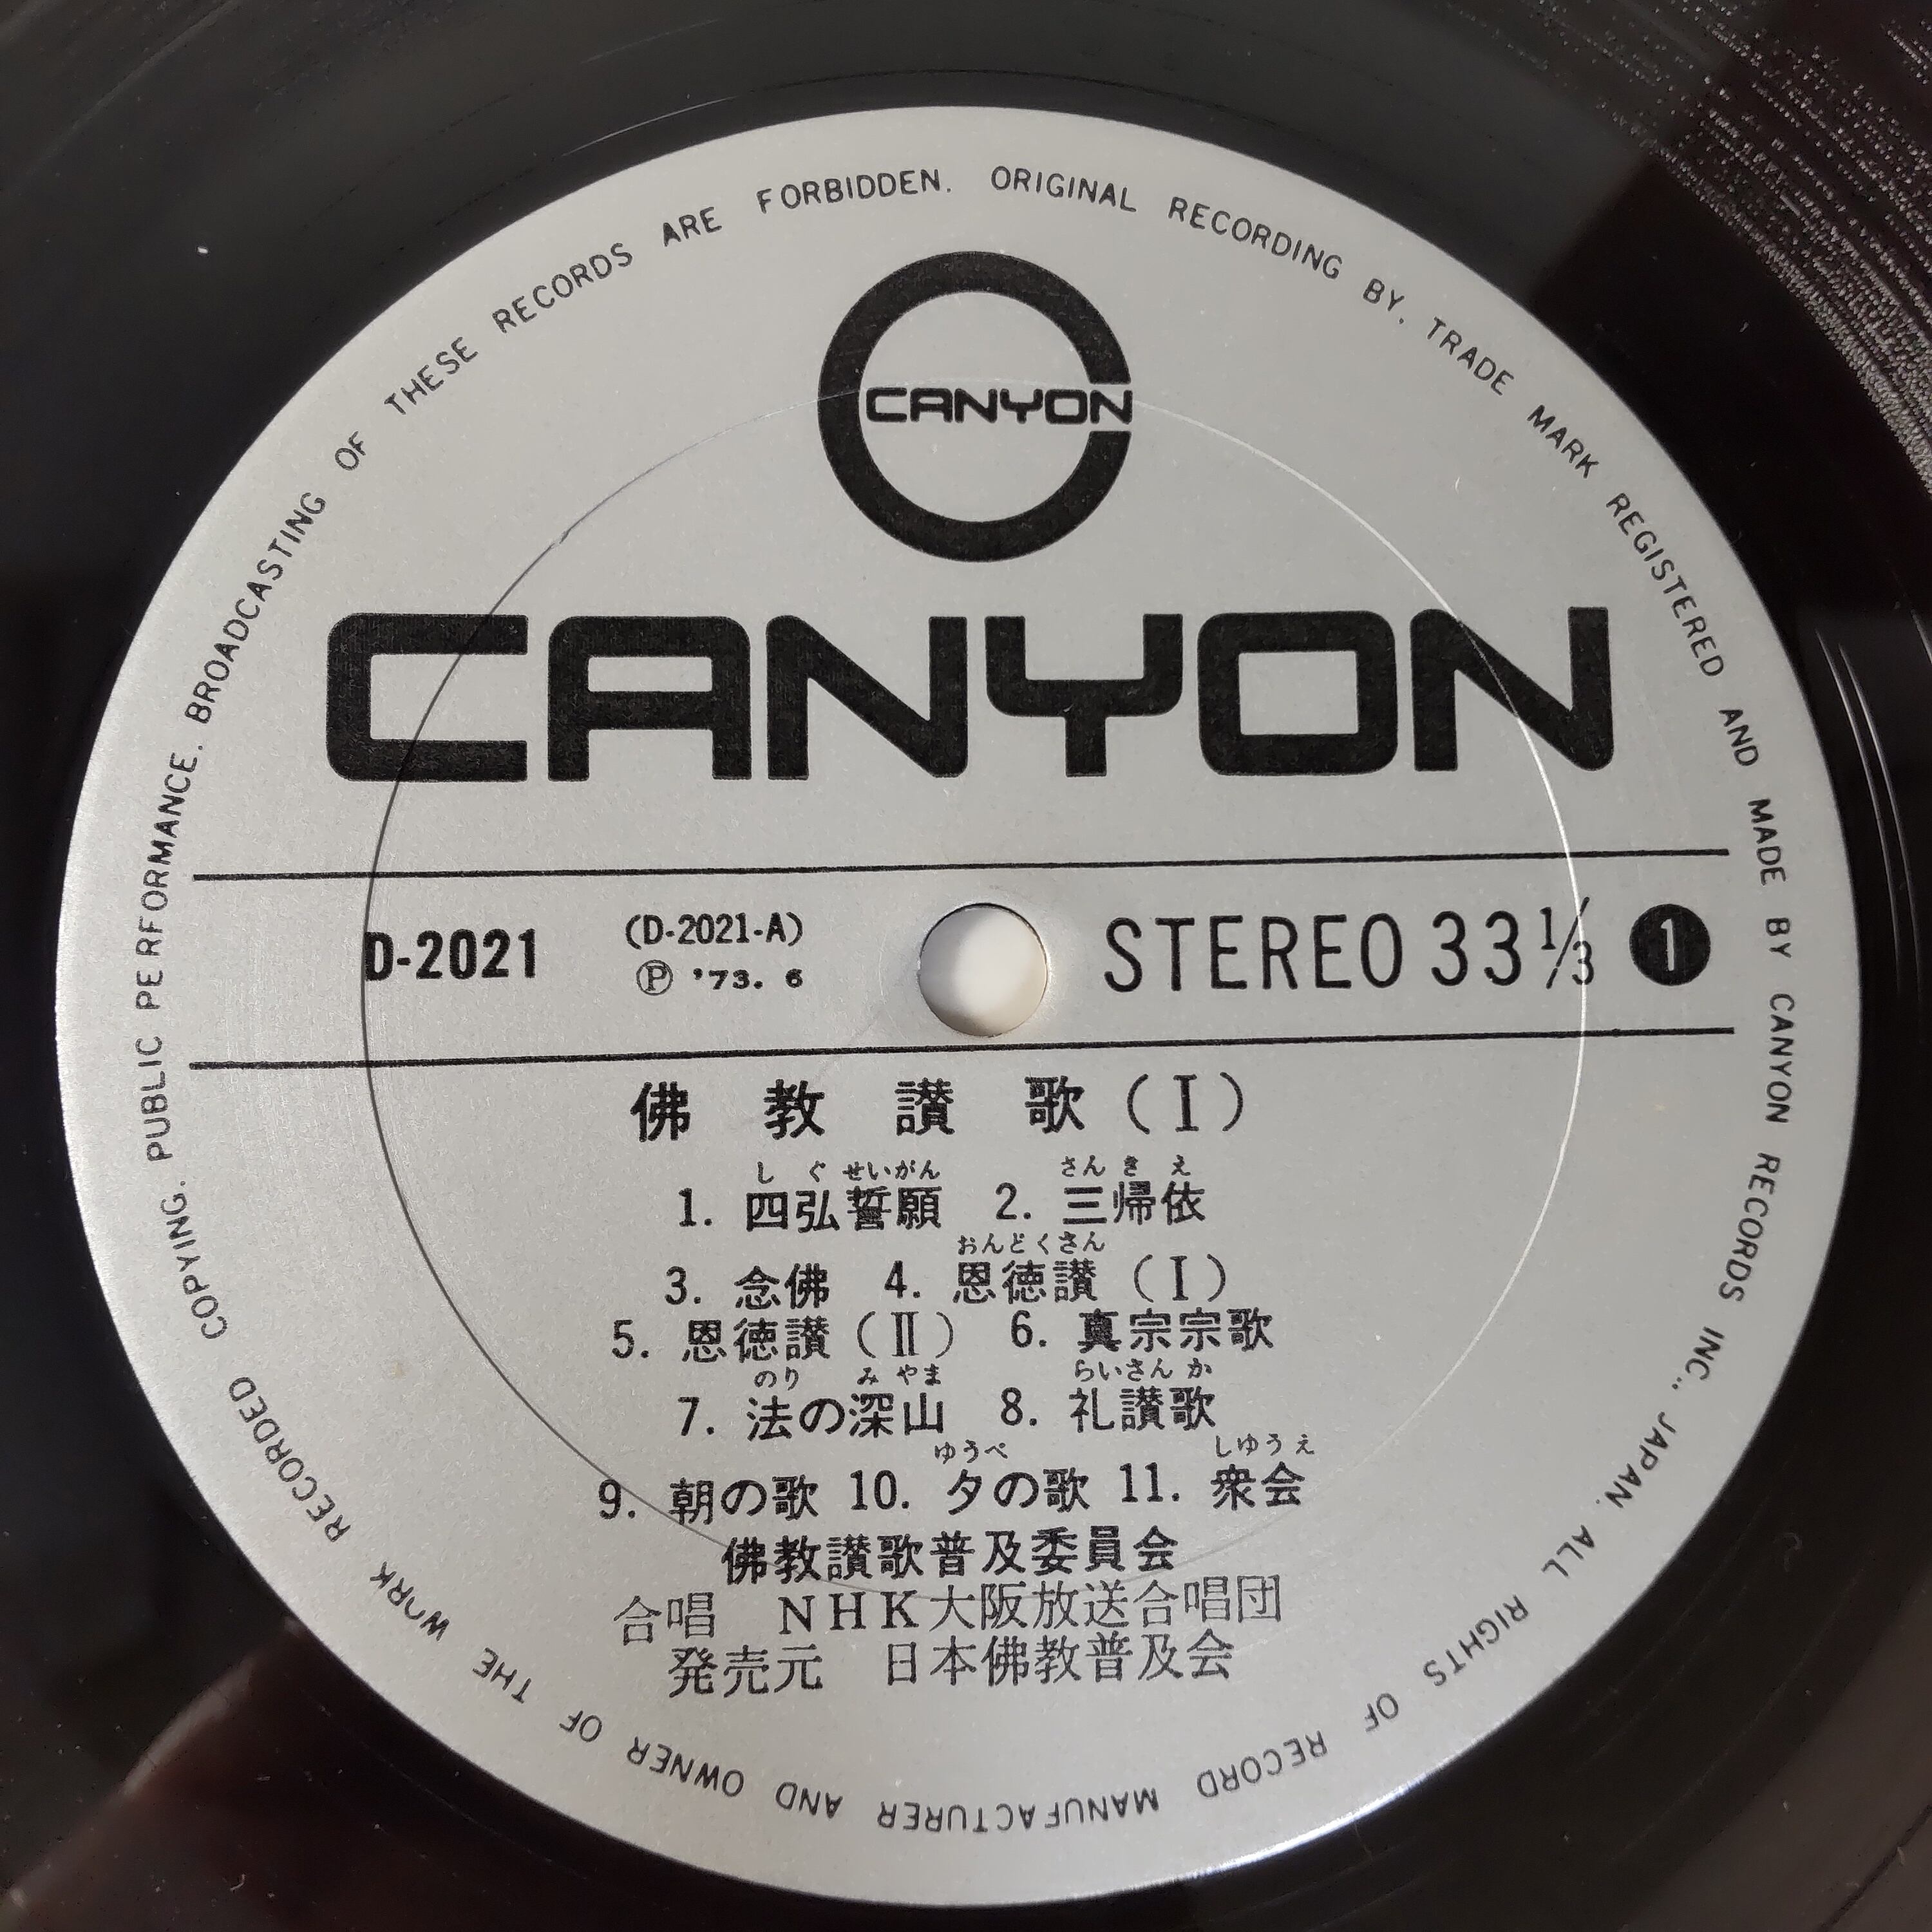 CANYON
CANYON
D-2021 (D-2021-A) STEREO 33 1/3 1
Ⓟ '73. 6
佛教讃歌(Ⅰ)
し ぐ せいがん さん き え
1. 四弘誓願 2. 三帰依
おんどくさん
3. 念佛 4. 恩徳讃(Ⅰ)
5. 恩徳讃(Ⅱ) 6. 真宗宗歌
のり み やま らいさん か
7. 法の深山 8. 礼讃歌
ゆうべ しゆうえ
9. 朝の歌 10. 夕の歌 11. 衆会
佛教讃歌普及委員会
合唱 NHK大阪放送合唱団
発売元 日本佛教普及会
ORIGINAL RECORDING BY. TRADE MARK REGISTERED AND MADE BY CANYON RECORDS INC., JAPAN. ALL RIGHTS OF RECORD MANUFACTURER AND OWNER OF THE WORK RECORDED COPYING. PUBLIC PERFORMANCE. BROADCASTING OF THESE RECORDS ARE FORBIDDEN.